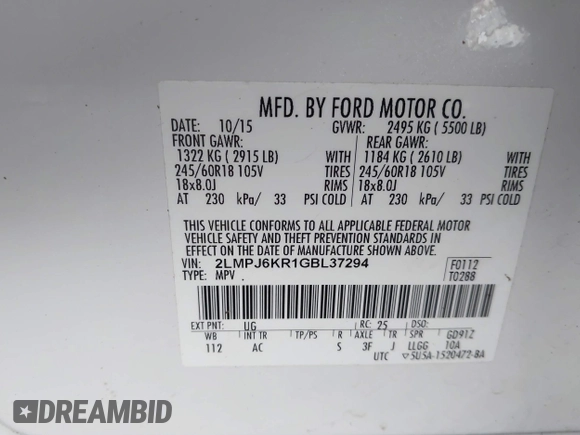 MFD. BY FORD MOTOR CO.
DATE: 10/15 GVWR: 2495 KG ( 5500 LB)
FRONT GAWR: REAR GAWR:
1322 KG ( 2915 LB) WITH 1184 KG ( 2610 LB) WITH
245/60R18 105V TIRES 245/60R18 105V TIRES
18x8.0J RIMS 18x8.0J RIMS
AT 230 kPa/ 33 PSI COLD AT 230 kPa/ 33 PSI COLD
THIS VEHICLE CONFORMS TO ALL APPLICABLE FEDERAL MOTOR
VEHICLE SAFETY AND THEFT PREVENTION STANDARDS IN
EFFECT ON THE DATE OF MANUFACTURE SHOWN ABOVE.
VIN: 2LMPJ6KR1GBL37294 F0112
TYPE: MPV T0288
EXT PNT: UG RC: 25 DSO:
WB INT TR TP/PS R AXLE TR SPR GD91Z
112 AC S 3F J LLGG 10A
UTC ▽5U5A-1520472-BA
DREAMBID